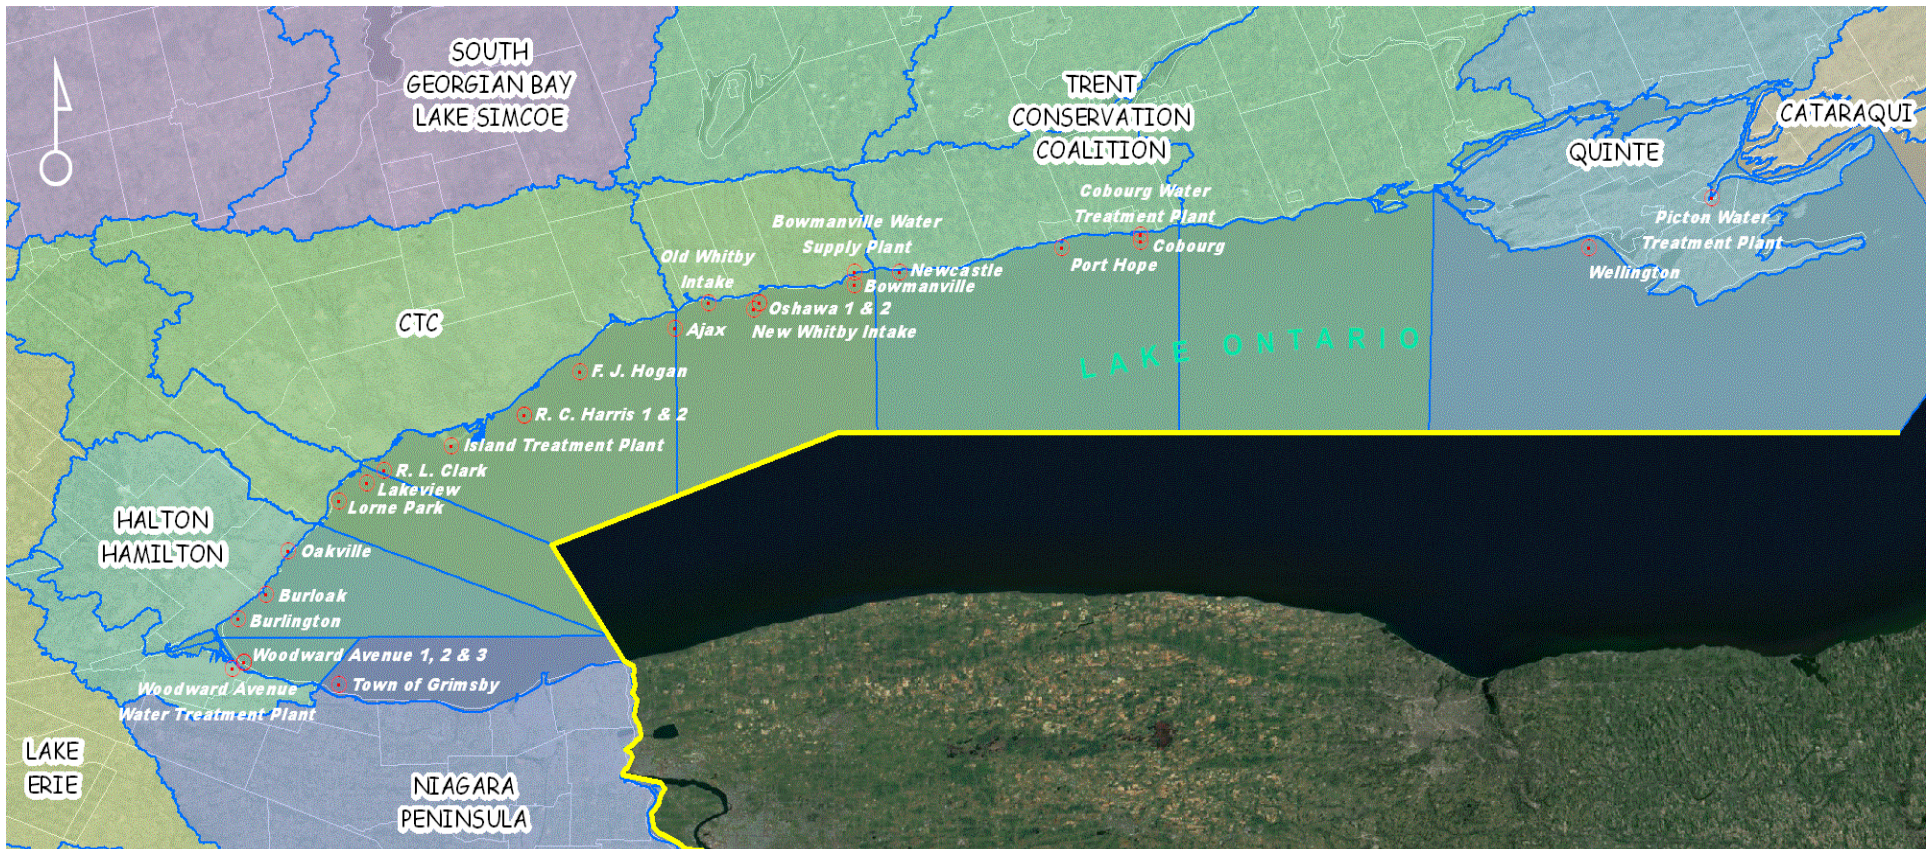 SOUTH
GEORGIAN BAY
LAKE SIMCOE
TRENT
CONSERVATION
COALITION
CATARAQUI
QUINTE
Cobourg Water
Treatment Plant
Cobourg
Port Hope
Picton Water
Treatment Plant
Wellington
Bowmanville Water
Supply Plant
Newcastle
Bowmanville
Old Whitby
Intake
Oshawa 1 & 2
New Whitby Intake
Ajax
CTC
LAKE ONTARIO
F. J. Hogan
R. C. Harris 1 & 2
Island Treatment Plant
R. L. Clark
Lakeview
Lorne Park
HALTON
HAMILTON
Oakville
Burloak
Burlington
Woodward Avenue 1, 2 & 3
Woodward Avenue
Water Treatment Plant
Town of Grimsby
LAKE
ERIE
NIAGARA
PENINSULA